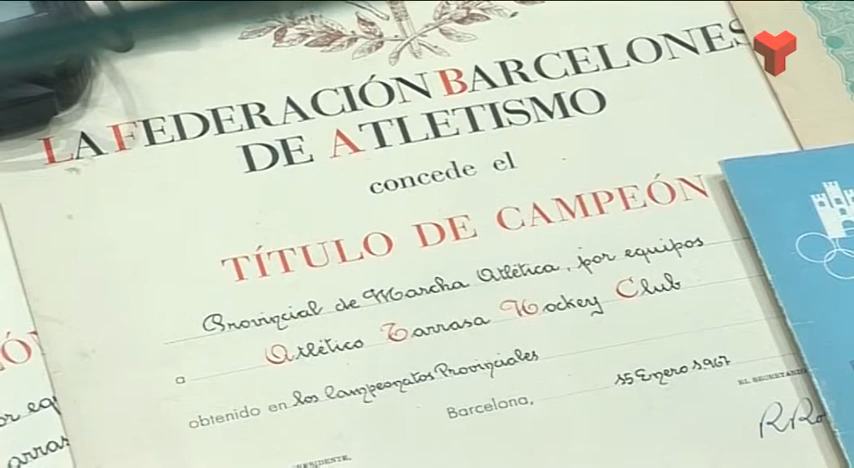 LA FEDERACIÓN BARCELONES
DE ATLETISMO
concede el
TÍTULO DE CAMPEÓN
Provincial de Marcha Atlética, por equipos
a Atlético Tarrasa Hockey Club
obtenido en los Campeonatos Provinciales
Barcelona, 15 Enero 1967
EL SECRETARIO